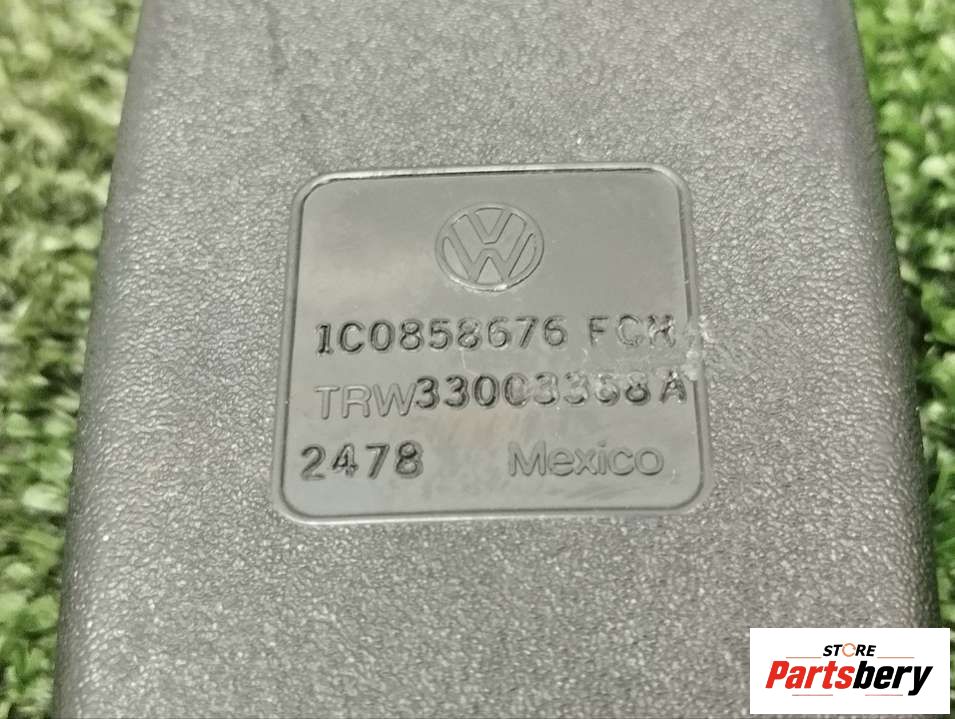 1C0858676 FCH
TRW33003368A
2478 Mexico
STORE
Partsbery